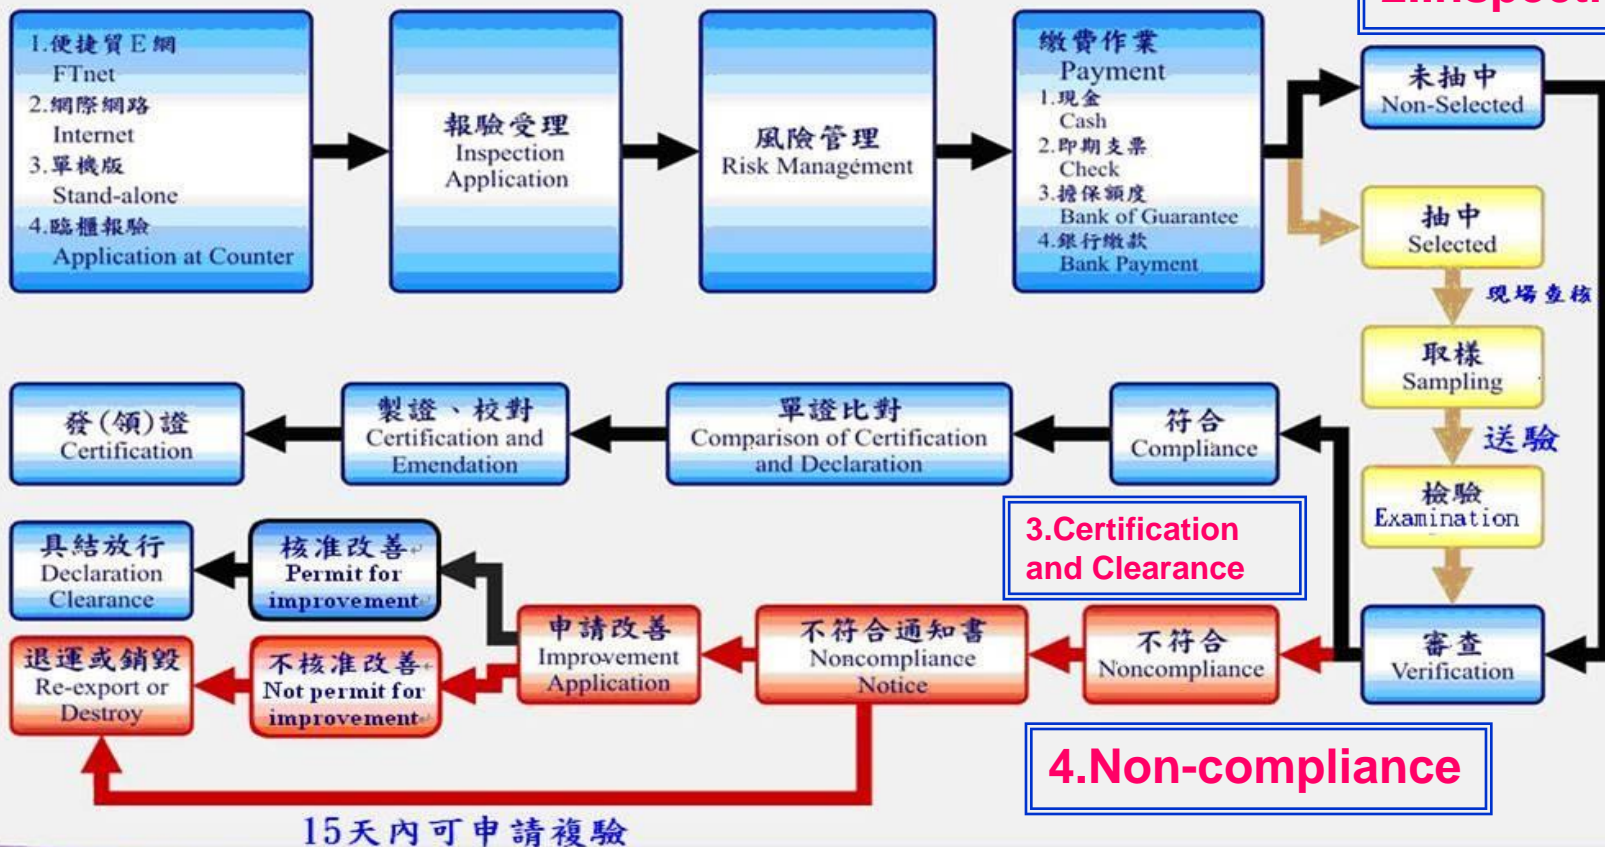 1.便捷貿E網
FTnet
2.網際網路
Internet
3.單機版
Stand-alone
4.臨櫃報驗
Application at Counter
報驗受理
Inspection
Application
風險管理
Risk Management
繳費作業
Payment
1.現金
Cash
2.即期支票
Check
3.擔保額度
Bank of Guarantee
4.銀行繳款
Bank Payment
未抽中
Non-Selected
抽中
Selected
現場查核
取樣
Sampling
送驗
檢驗
Examination
審查
Verification
符合
Compliance
單證比對
Comparison of Certification
and Declaration
製證、校對
Certification and
Emendation
發(領)證
Certification
3.Certification
and Clearance
不符合
Noncompliance
不符合通知書
Noncompliance
Notice
申請改善
Improvement
Application
核准改善
Permit for
improvement
具結放行
Declaration
Clearance
不核准改善
Not permit for
improvement
退運或銷毀
Re-export or
Destroy
4.Non-compliance
15天內可申請複驗